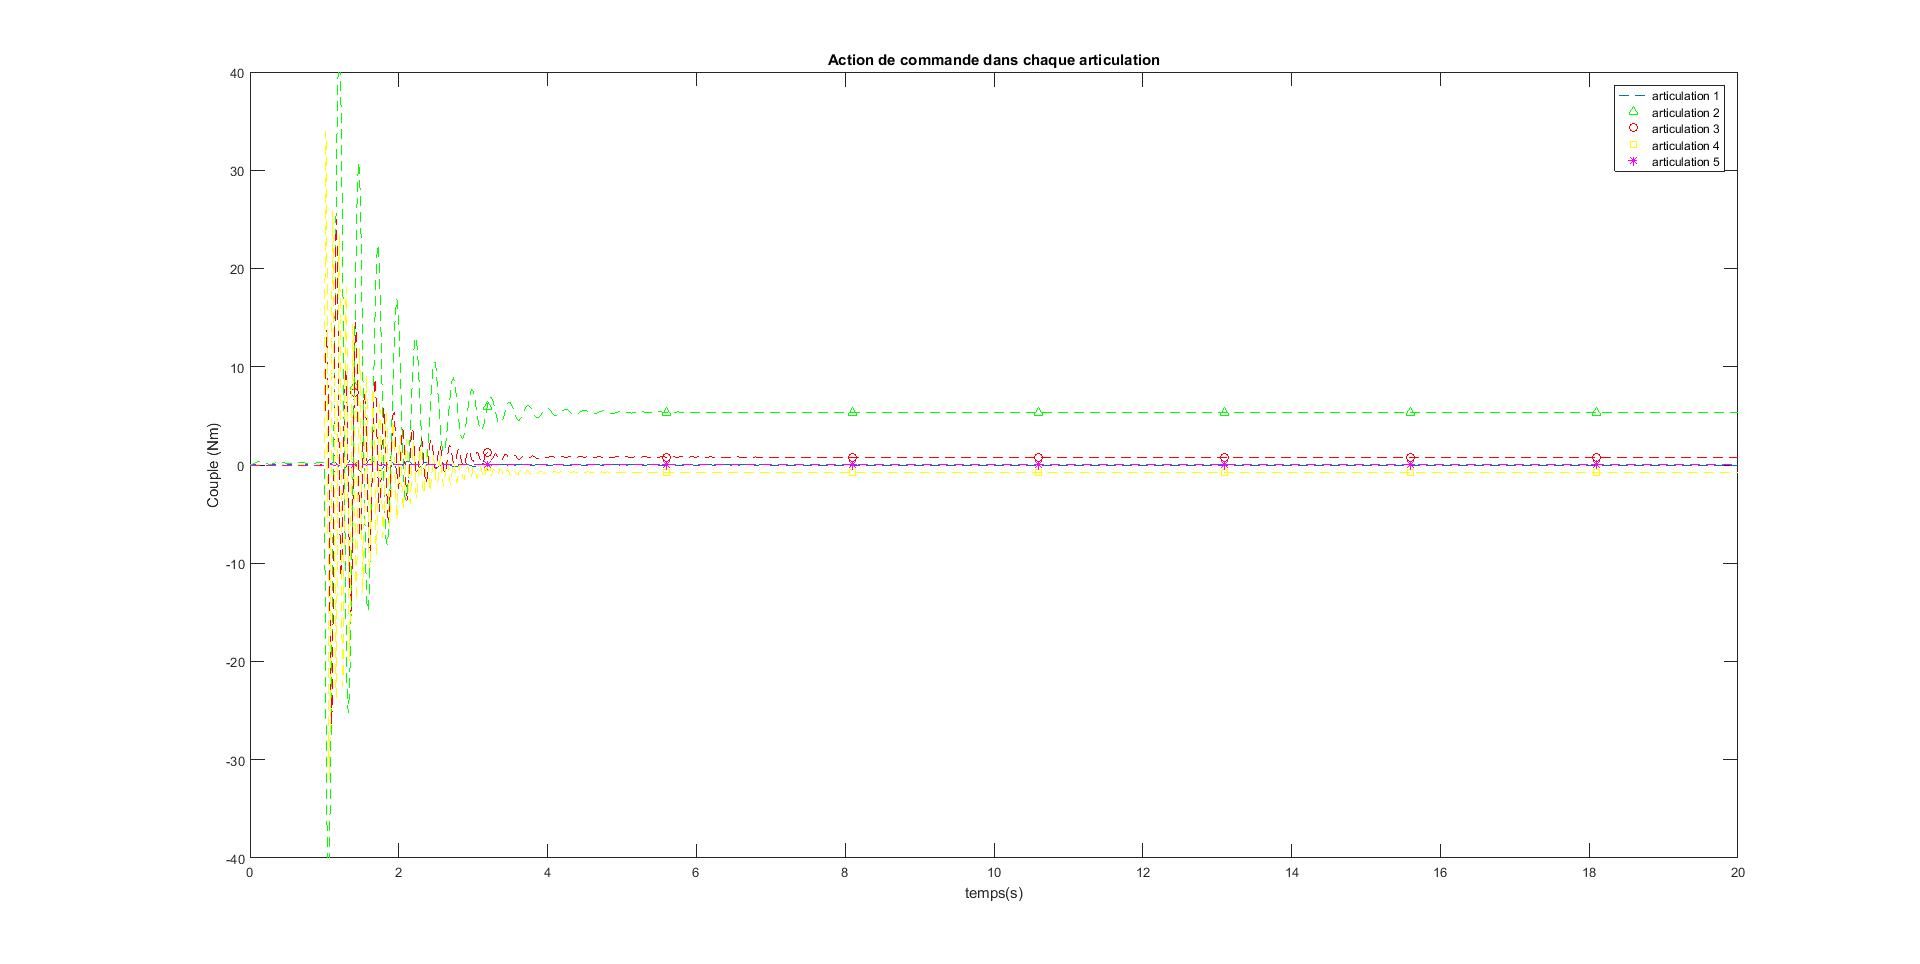 Action de commande dans chaque articulation
40
30
20
10
0
-10
-20
-30
-40
Couple (Nm)
articulation 1
articulation 2
articulation 3
articulation 4
articulation 5
0 2 4 6 8 10 12 14 16 18 20
temps(s)